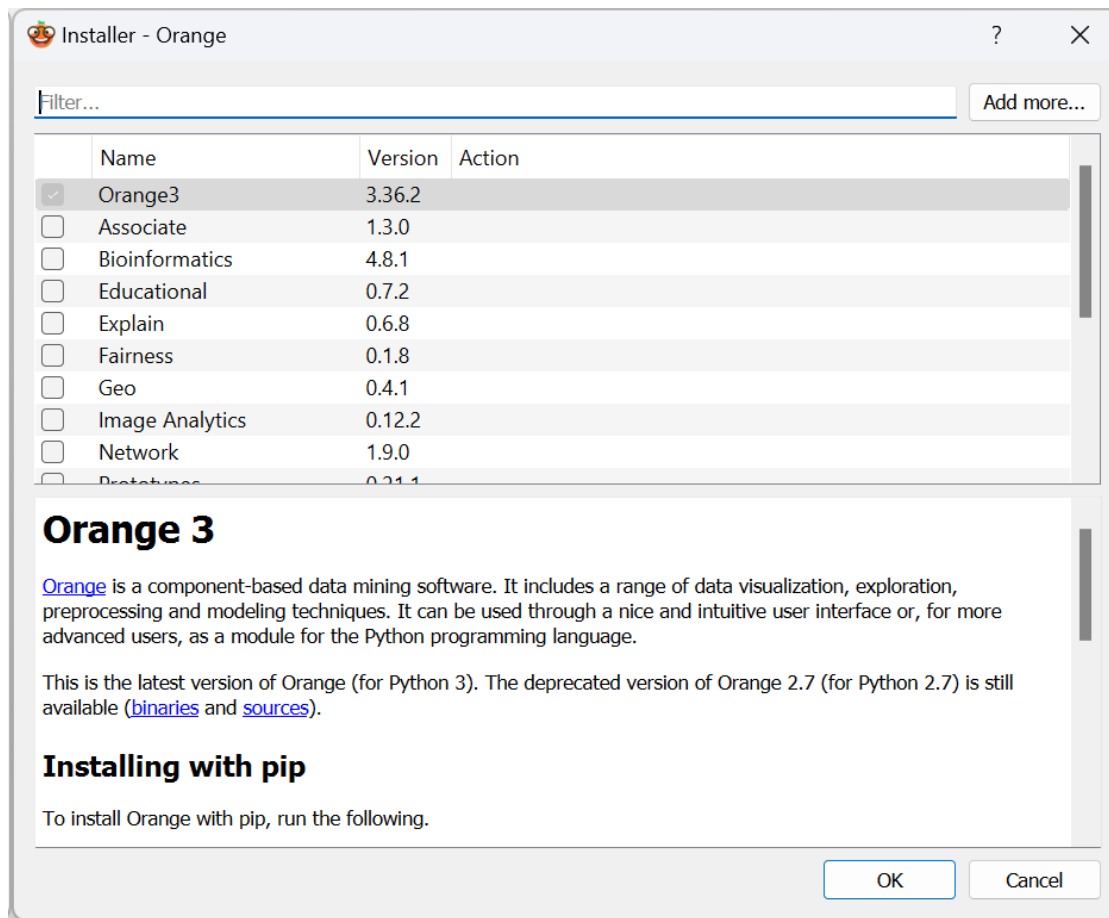 Installer - Orange ?
Filter... Add more...
Name Version Action
Orange3 3.36.2
Associate 1.3.0
Bioinformatics 4.8.1
Educational 0.7.2
Explain 0.6.8
Fairness 0.1.8
Geo 0.4.1
Image Analytics 0.12.2
Network 1.9.0
Prototypes 0.21.1
Orange 3
Orange is a component-based data mining software. It includes a range of data visualization, exploration,
preprocessing and modeling techniques. It can be used through a nice and intuitive user interface or, for more
advanced users, as a module for the Python programming language.
This is the latest version of Orange (for Python 3). The deprecated version of Orange 2.7 (for Python 2.7) is still
available (binaries and sources).
Installing with pip
To install Orange with pip, run the following.
OK Cancel